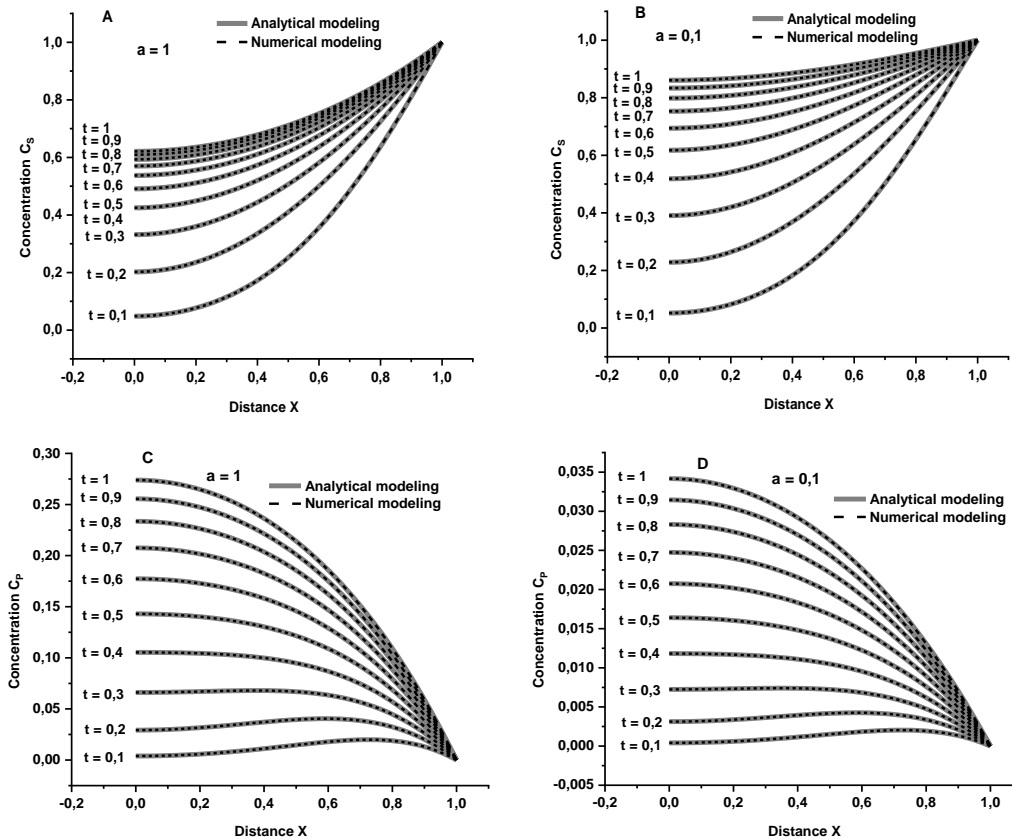 A
a = 1
Analytical modeling
Numerical modeling
Concentration C_S
1,0
0,8
0,6
0,4
0,2
0,0
t = 1
t = 0,9
t = 0,8
t = 0,7
t = 0,6
t = 0,5
t = 0,4
t = 0,3
t = 0,2
t = 0,1
-0,2 0,0 0,2 0,4 0,6 0,8 1,0
Distance X
B
a = 0,1
Analytical modeling
Numerical modeling
Concentration C_S
1,0
0,8
0,6
0,4
0,2
0,0
t = 1
t = 0,9
t = 0,8
t = 0,7
t = 0,6
t = 0,5
t = 0,4
t = 0,3
t = 0,2
t = 0,1
-0,2 0,0 0,2 0,4 0,6 0,8 1,0
Distance X
C
a = 1
Analytical modeling
Numerical modeling
Concentration C_P
0,30
0,25
0,20
0,15
0,10
0,05
0,00
t = 1
t = 0,9
t = 0,8
t = 0,7
t = 0,6
t = 0,5
t = 0,4
t = 0,3
t = 0,2
t = 0,1
-0,2 0,0 0,2 0,4 0,6 0,8 1,0
Distance X
D
a = 0,1
Analytical modeling
Numerical modeling
Concentration C_P
0,035
0,030
0,025
0,020
0,015
0,010
0,005
0,000
-0,005
t = 1
t = 0,9
t = 0,8
t = 0,7
t = 0,6
t = 0,5
t = 0,4
t = 0,3
t = 0,2
t = 0,1
-0,2 0,0 0,2 0,4 0,6 0,8 1,0
Distance X